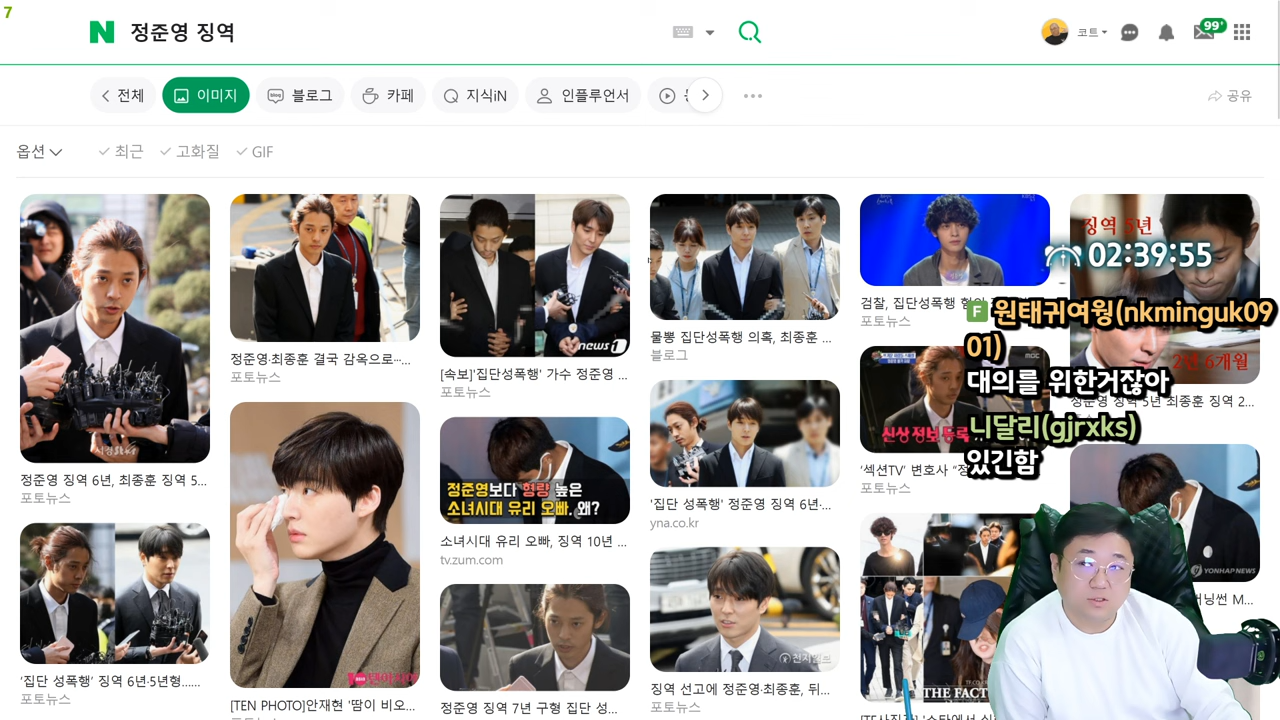 7
N 정준영 징역
코트
99+
전체
이미지
블로그
카페
지식iN
인플루언서
공유
옵션
최근
고화질
GIF
정준영 징역 6년, 최종훈 징역 5...
포토뉴스
'집단 성폭행' 징역 6년·5년형......
포토뉴스
정준영·최종훈 결국 감옥으로···...
포토뉴스
[TEN PHOTO]안재현 '땀이 비오...
news1
[속보]'집단성폭행' 가수 정준영 ...
포토뉴스
정준영보다 형량 높은
소녀시대 유리 오빠. 왜?
소녀시대 유리 오빠, 징역 10년 ...
tv.zum.com
정준영 징역 7년 구형 집단 성...
물뽕 집단성폭행 의혹, 최종훈 ...
블로그
'집단 성폭행' 정준영 징역 6년·...
yna.co.kr
천지일보
징역 선고에 정준영·최종훈, 뒤...
포토뉴스
검찰, 집단성폭행
포토뉴스
MBC
신상 정보 등록
'섹션TV' 변호사 "정
포토뉴스
THE FACT
징역 5년
02:39:55
2년 6개월
정준영 징역 5년 최종훈 징역 2...
F 원태귀여웡(nkminguk09
01)
대의를 위한거잖아
니달리(gjrxks)
있긴함
YONHAPNEWS
버닝썬 M...